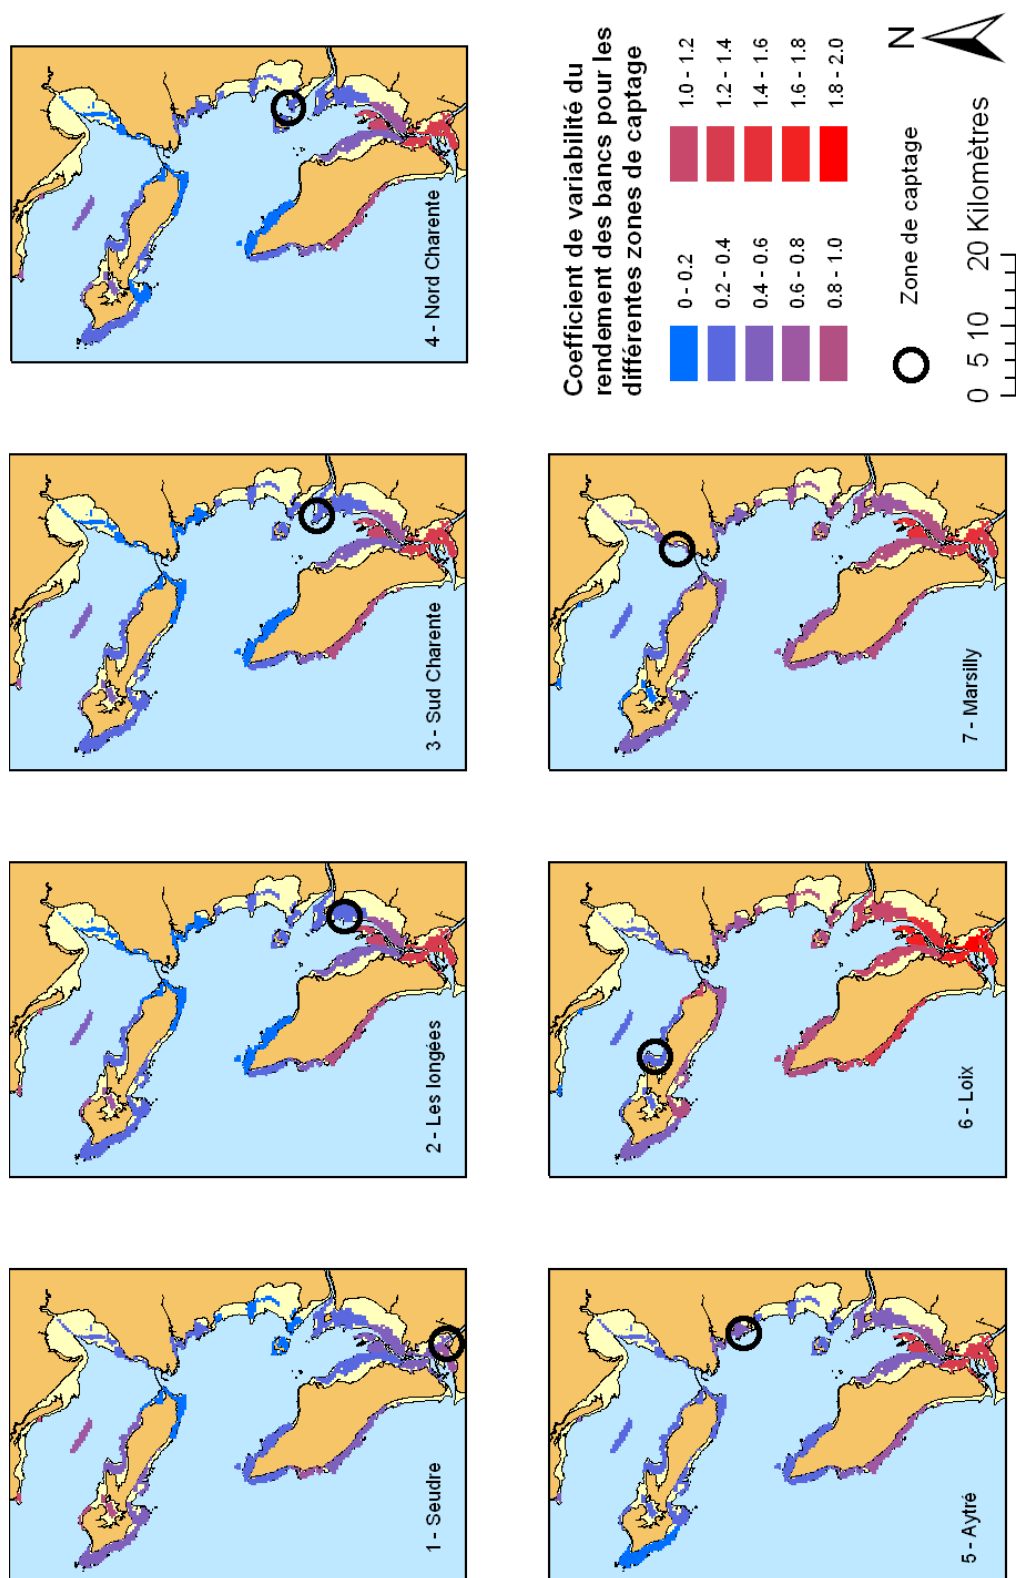 1 - Seudre
2 - Les longées
3 - Sud Charente
4 - Nord Charente
5 - Aytré
6 - Loix
7 - Marsilly
Coefficient de variabilité du
rendement des bancs pour les
différentes zones de captage
0 - 0.2
0.2 - 0.4
0.4 - 0.6
0.6 - 0.8
0.8 - 1.0
1.0 - 1.2
1.2 - 1.4
1.4 - 1.6
1.6 - 1.8
1.8 - 2.0
Zone de captage
N
0 5 10 20 Kilomètres